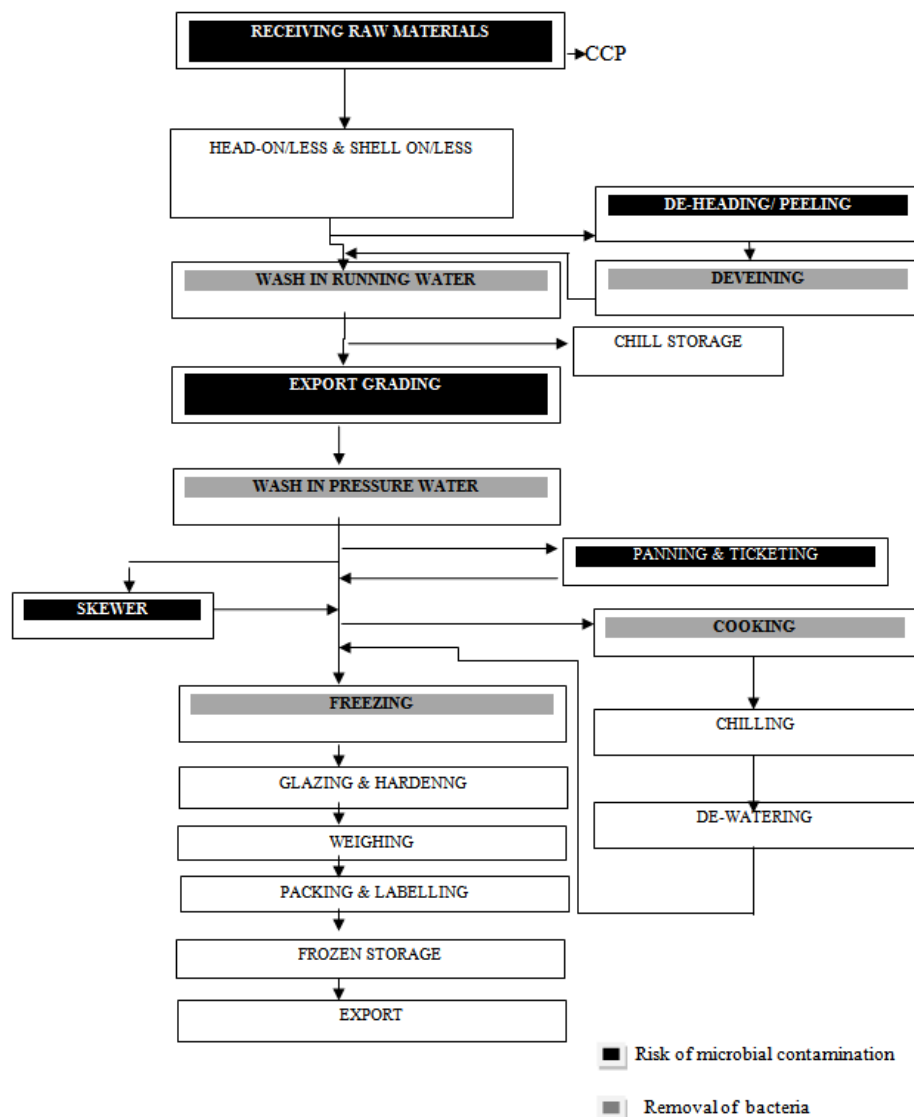 RECEIVING RAW MATERIALS
CCP
HEAD-ON/LESS & SHELL ON/LESS
DE-HEADING/ PEELING
WASH IN RUNNING WATER
DEVEINING
CHILL STORAGE
EXPORT GRADING
WASH IN PRESSURE WATER
PANNING & TICKETING
SKEWER
COOKING
FREEZING
CHILLING
GLAZING & HARDENNG
DE-WATERING
WEIGHING
PACKING & LABELLING
FROZEN STORAGE
EXPORT
Risk of microbial contamination
Removal of bacteria